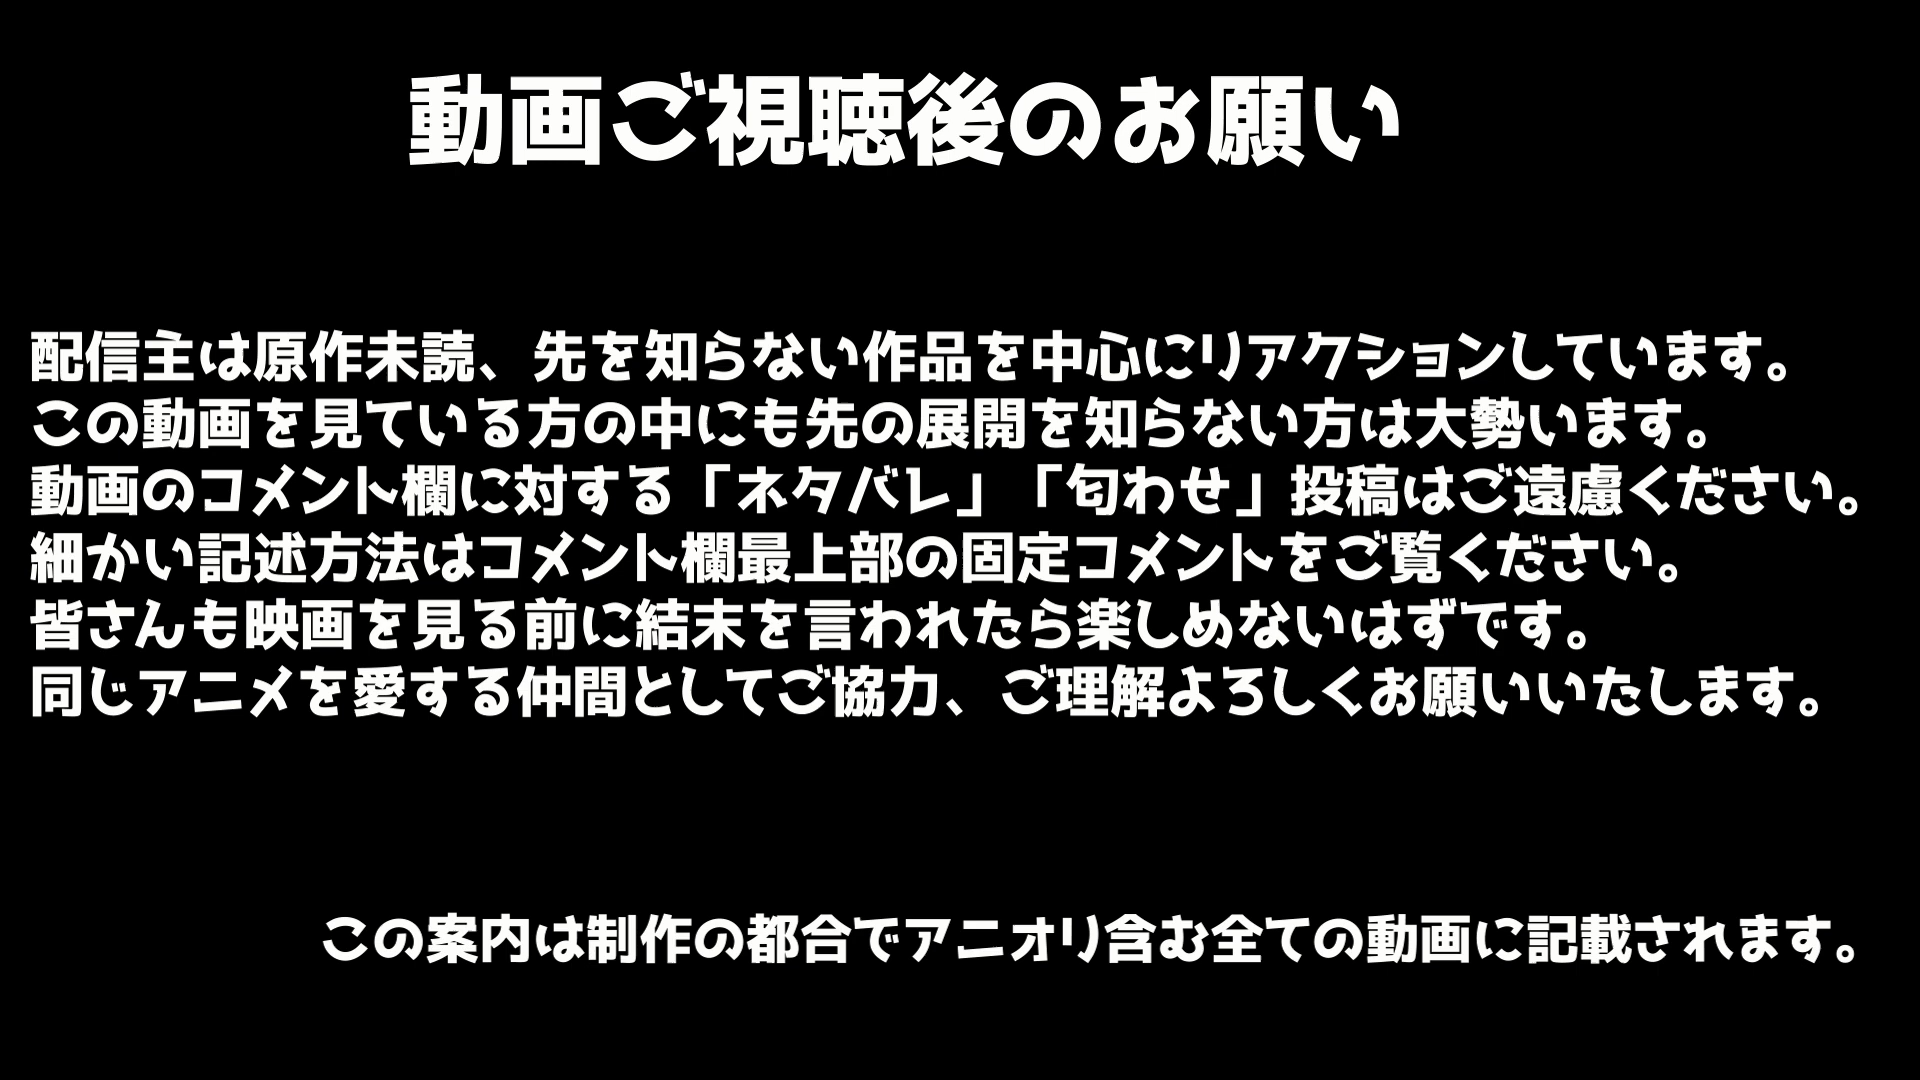 動画ご視聴後のお願い
配信主は原作未読、先を知らない作品を中心にリアクションしています。
この動画を見ている方の中にも先の展開を知らない方は大勢います。
動画のコメント欄に対する「ネタバレ」「匂わせ」投稿はご遠慮ください。
細かい記述方法はコメント欄最上部の固定コメントをご覧ください。
皆さんも映画を見る前に結末を言われたら楽しめないはずです。
同じアニメを愛する仲間としてご協力、ご理解よろしくお願いいたします。
この案内は制作の都合でアニオリ含む全ての動画に記載されます。